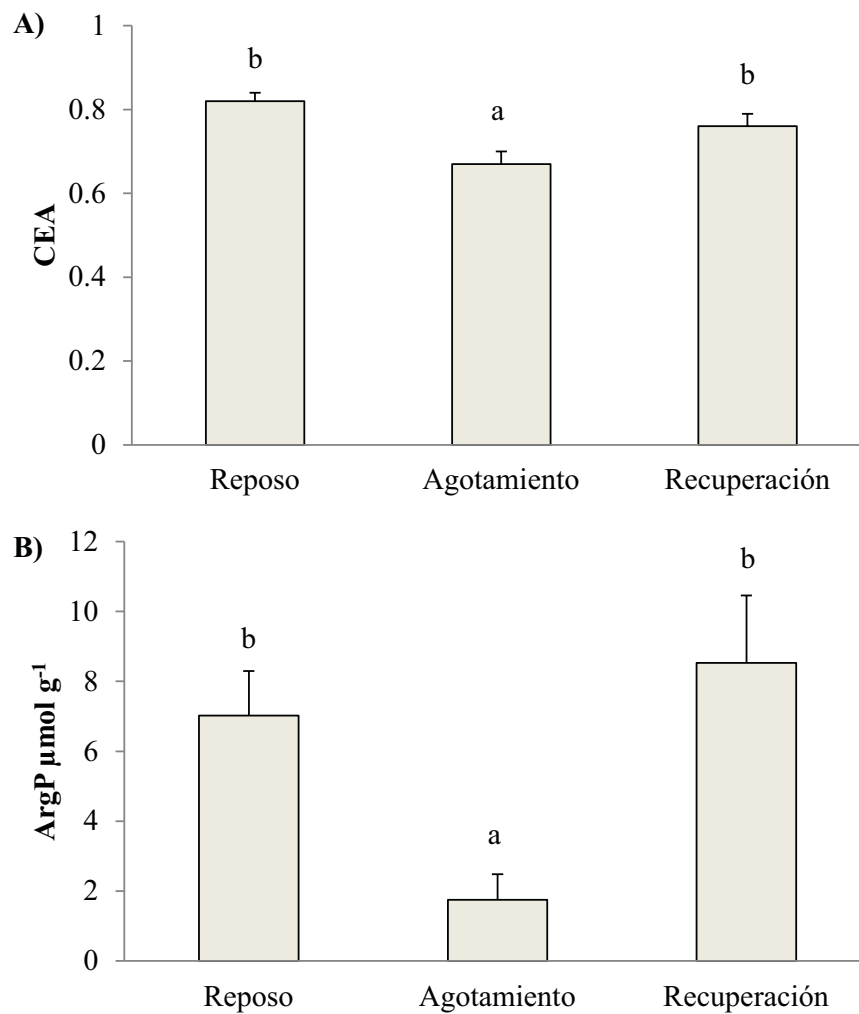 A)
1
0.8
0.6
0.4
0.2
0
CEA
b
a
b
Reposo Agotamiento Recuperación
B)
12
10
8
6
4
2
0
ArgP µmol g⁻¹
b
a
b
Reposo Agotamiento Recuperación